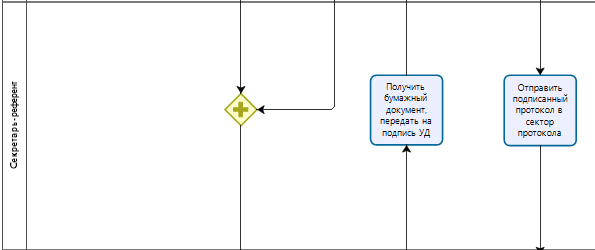 Секретарь - референт
Получить
бумажный
документ,
передать на
подпись УД
Отправить
подписанный
протокол в
сектор
протокола